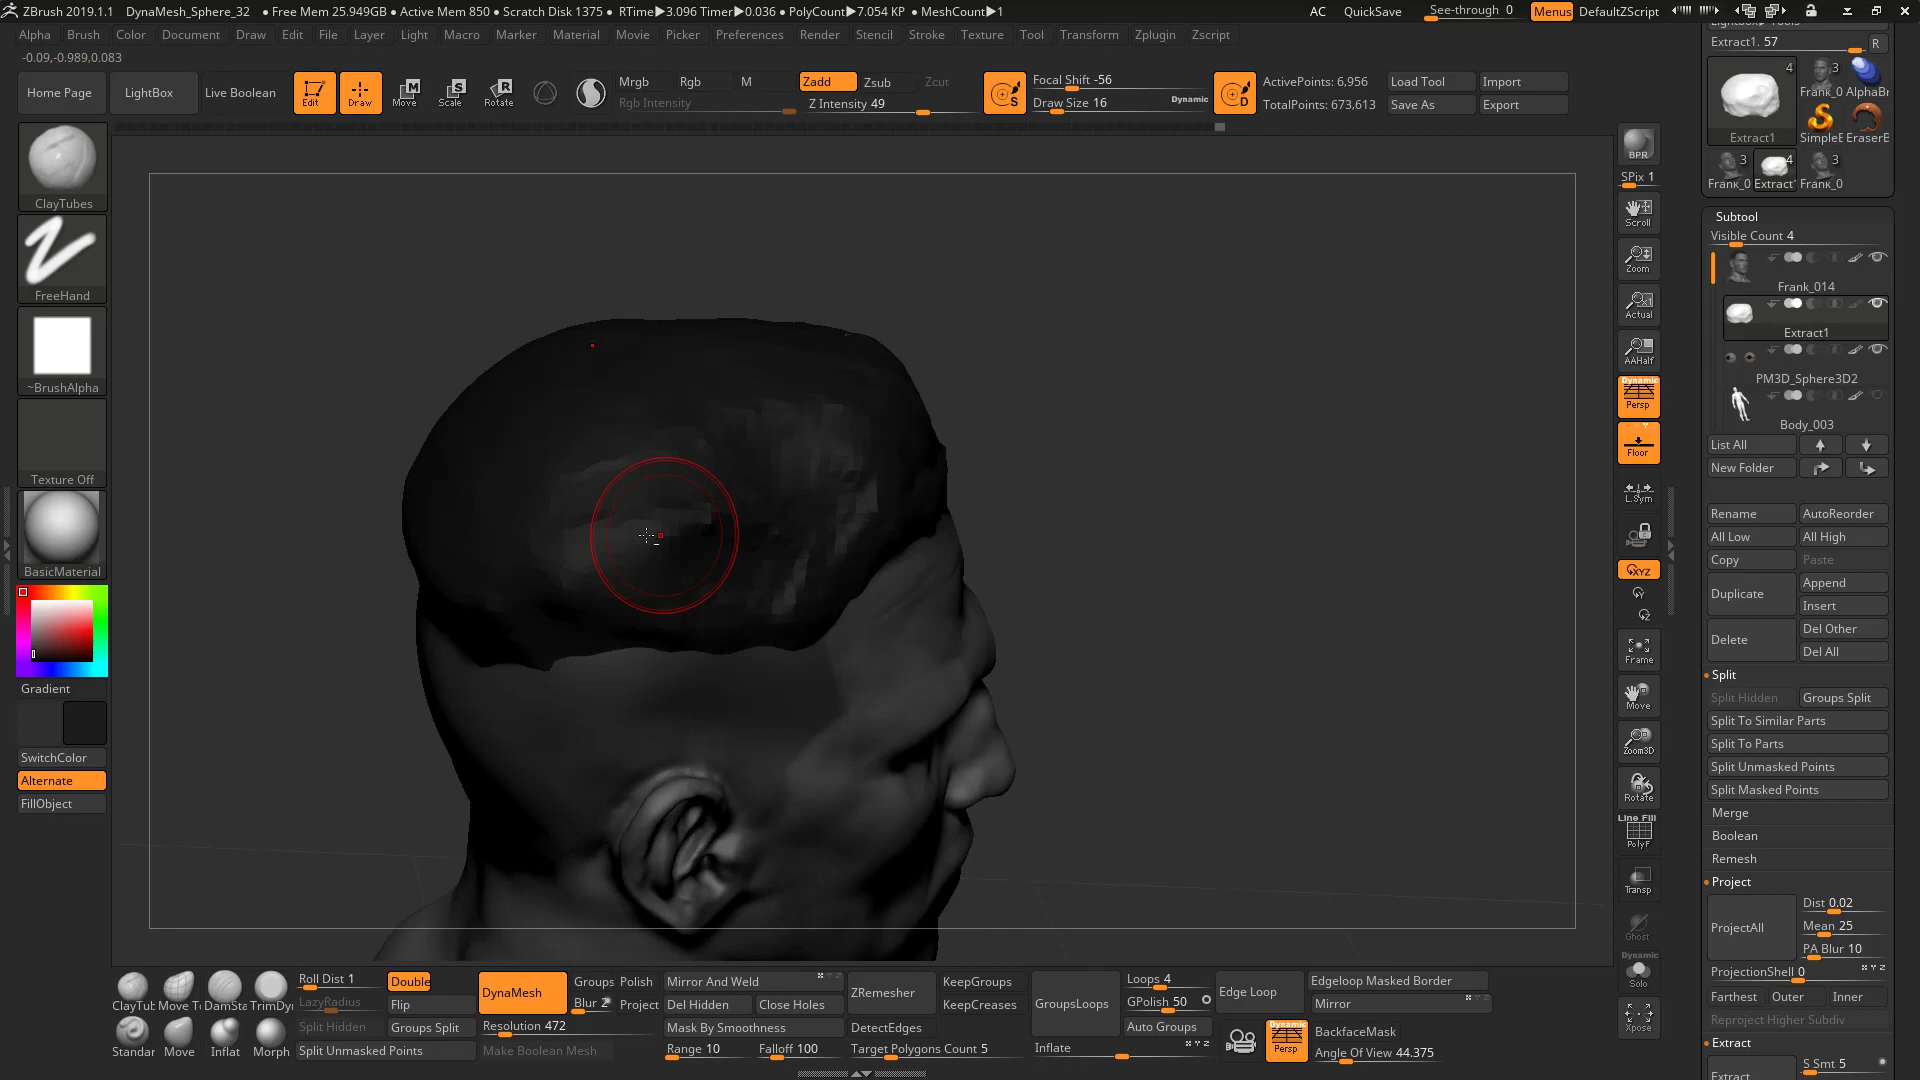 ZBrush 2019.1.1 DynaMesh_Sphere_32 ● Free Mem 25.949GB ● Active Mem 850 ● Scratch Disk 1375 ● RTime▶3.096 Timer▶0.036 ● PolyCount▶7.054 KP ● MeshCount▶1 AC QuickSave See-through 0 Menus DefaultZScript
Alpha Brush Color Document Draw Edit File Layer Light Macro Marker Material Movie Picker Preferences Render Stencil Stroke Texture Tool Transform Zplugin Zscript
-0.09,-0.989,0.083
Home Page LightBox Live Boolean Edit Draw Move Scale Rotate
Mrgb Rgb M Zadd Zsub Zcut
Rgb Intensity Z Intensity 49
Focal Shift -56
Draw Size 16 Dynamic
ActivePoints: 6,956
TotalPoints: 673,613
Load Tool Import
Save As Export
ClayTubes
FreeHand
~BrushAlpha
Texture Off
BasicMaterial
Gradient
SwitchColor
Alternate
FillObject
BPR
SPix 1
Scroll
Zoom
Actual
AAHalf
Dynamic
Persp
Floor
L.Sym
XYZ
Y
Z
Frame
Move
Zoom3D
Rotate
Line Fill
PolyF
Transp
Ghost
Dynamic
Solo
Xpose
Extract1. 57 R
4 3
Frank_0 AlphaBr
Extract1 SimpleE EraserB
3 4 3
Frank_0 Extract1 Frank_0
Subtool
Visible Count 4
Frank_014
Extract1
PM3D_Sphere3D2
Body_003
List All
New Folder
Rename AutoReorder
All Low All High
Copy Paste
Duplicate Append
Insert
Delete Del Other
Del All
Split
Split Hidden Groups Split
Split To Similar Parts
Split To Parts
Split Unmasked Points
Split Masked Points
Merge
Boolean
Remesh
Project
ProjectAll Dist 0.02
Mean 25
PA Blur 10
ProjectionShell 0
Farthest Outer Inner
Reproject Higher Subdiv
Extract
Extract S Smt 5
ClayTub Move T DamSta TrimDy
Standar Move Inflat Morph
Roll Dist 1 Double
LazyRadius Flip
Split Hidden Groups Split
Split Unmasked Points
DynaMesh Groups Polish
Blur 2 Project
Resolution 472
Make Boolean Mesh
Mirror And Weld
Del Hidden Close Holes
Mask By Smoothness
Range 10 Falloff 100
ZRemesher KeepGroups
KeepCreases
DetectEdges
Target Polygons Count 5
GroupsLoops Loops 4
GPolish 50
Auto Groups
Inflate
Edge Loop Edgeloop Masked Border
Mirror
Dynamic
Persp
BackfaceMask
Angle Of View 44.375